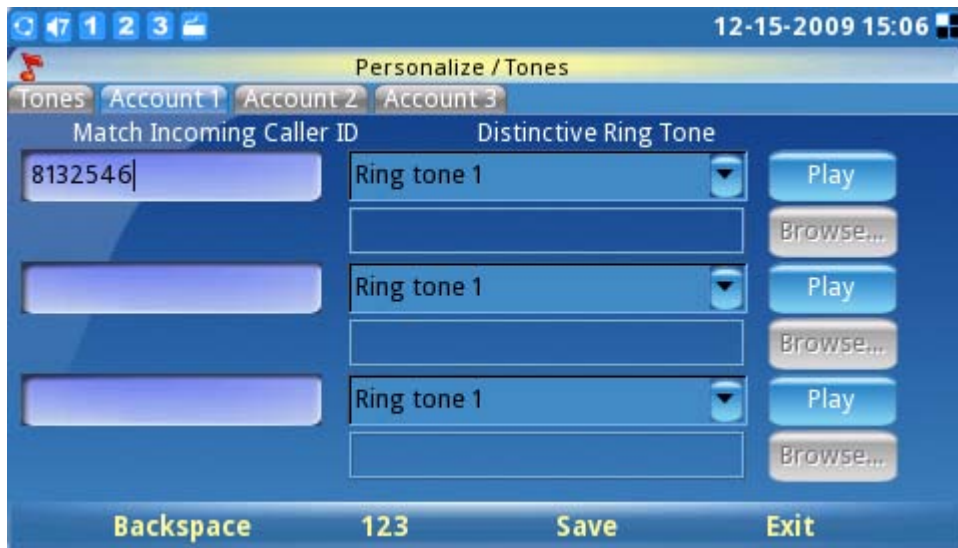 7 1 2 3 12-15-2009 15:06
Personalize / Tones
Tones Account 1 Account 2 Account 3
Match Incoming Caller ID Distinctive Ring Tone
8132546 Ring tone 1 Play
Browse...
Ring tone 1 Play
Browse...
Ring tone 1 Play
Browse...
Backspace 123 Save Exit